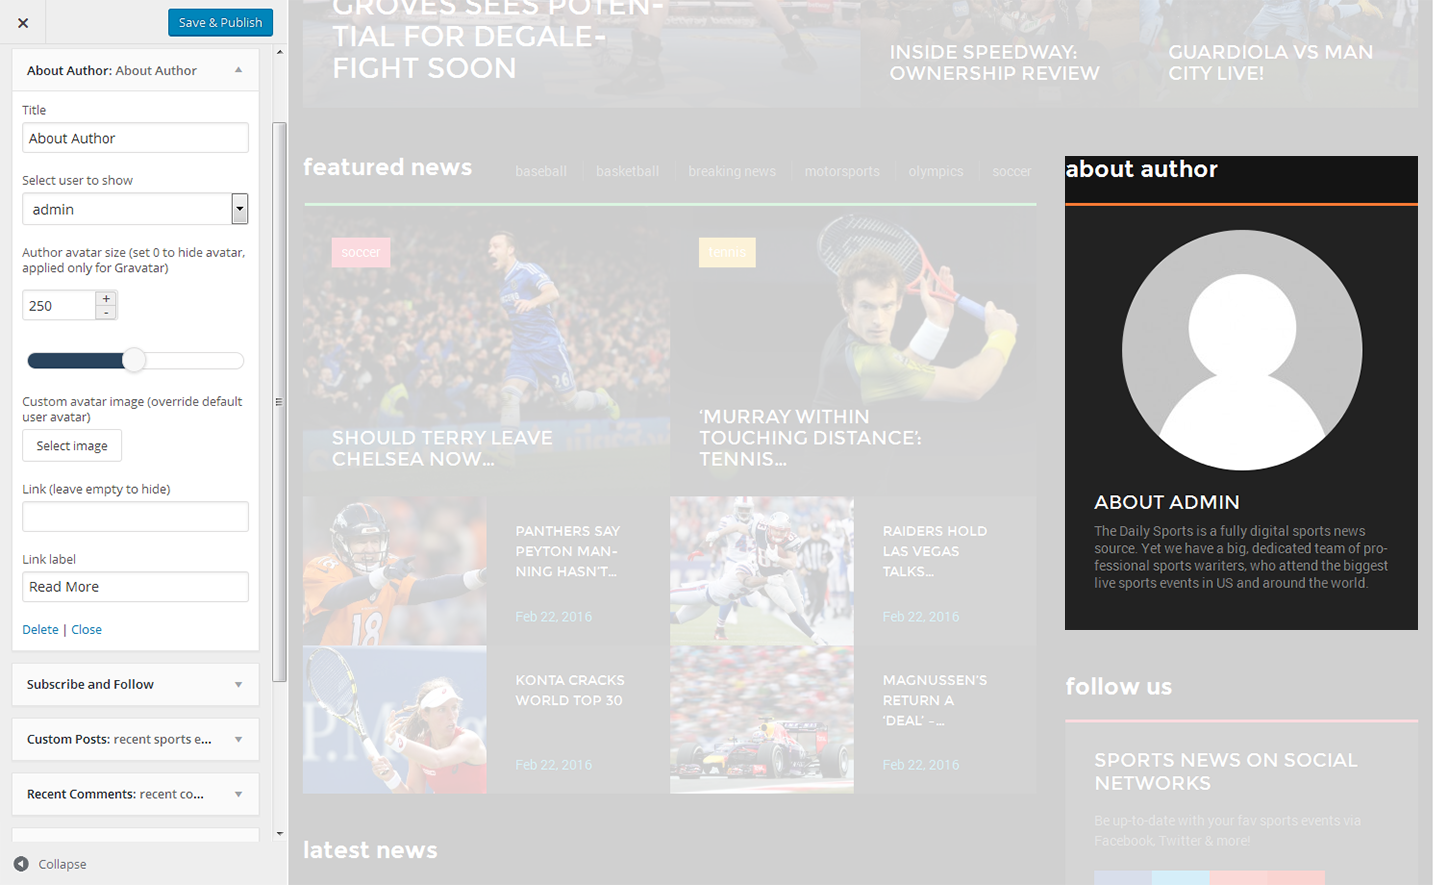 Save & Publish
About Author: About Author
Title
About Author
Select user to show
admin
Author avatar size (set 0 to hide avatar,
applied only for Gravatar)
250
+
-
Custom avatar image (override default
user avatar)
Select image
Link (leave empty to hide)
Link label
Read More
Delete | Close
Subscribe and Follow
Custom Posts: recent sports e...
Recent Comments: recent co...
Collapse
GROVES SEES POTEN-
TIAL FOR DEGALE-
FIGHT SOON
INSIDE SPEEDWAY:
OWNERSHIP REVIEW
GUARDIOLA VS MAN
CITY LIVE!
featured news
baseball
basketball
breaking news
motorsports
olympics
soccer
soccer
SHOULD TERRY LEAVE
CHELSEA NOW...
tennis
‘MURRAY WITHIN
TOUCHING DISTANCE’:
TENNIS...
26
18
PANTHERS SAY
PEYTON MAN-
NING HASN’T...
Feb 22, 2016
RAIDERS HOLD
LAS VEGAS
TALKS...
Feb 22, 2016
KONTA CRACKS
WORLD TOP 30
Feb 22, 2016
MAGNUSSEN’S
RETURN A
‘DEAL’ –...
Feb 22, 2016
latest news
about author
ABOUT ADMIN
The Daily Sports is a fully digital sports news
source. Yet we have a big, dedicated team of pro-
fessional sports wariters, who attend the biggest
live sports events in US and around the world.
follow us
SPORTS NEWS ON SOCIAL
NETWORKS
Be up-to-date with your fav sports events via
Facebook, Twitter & more!